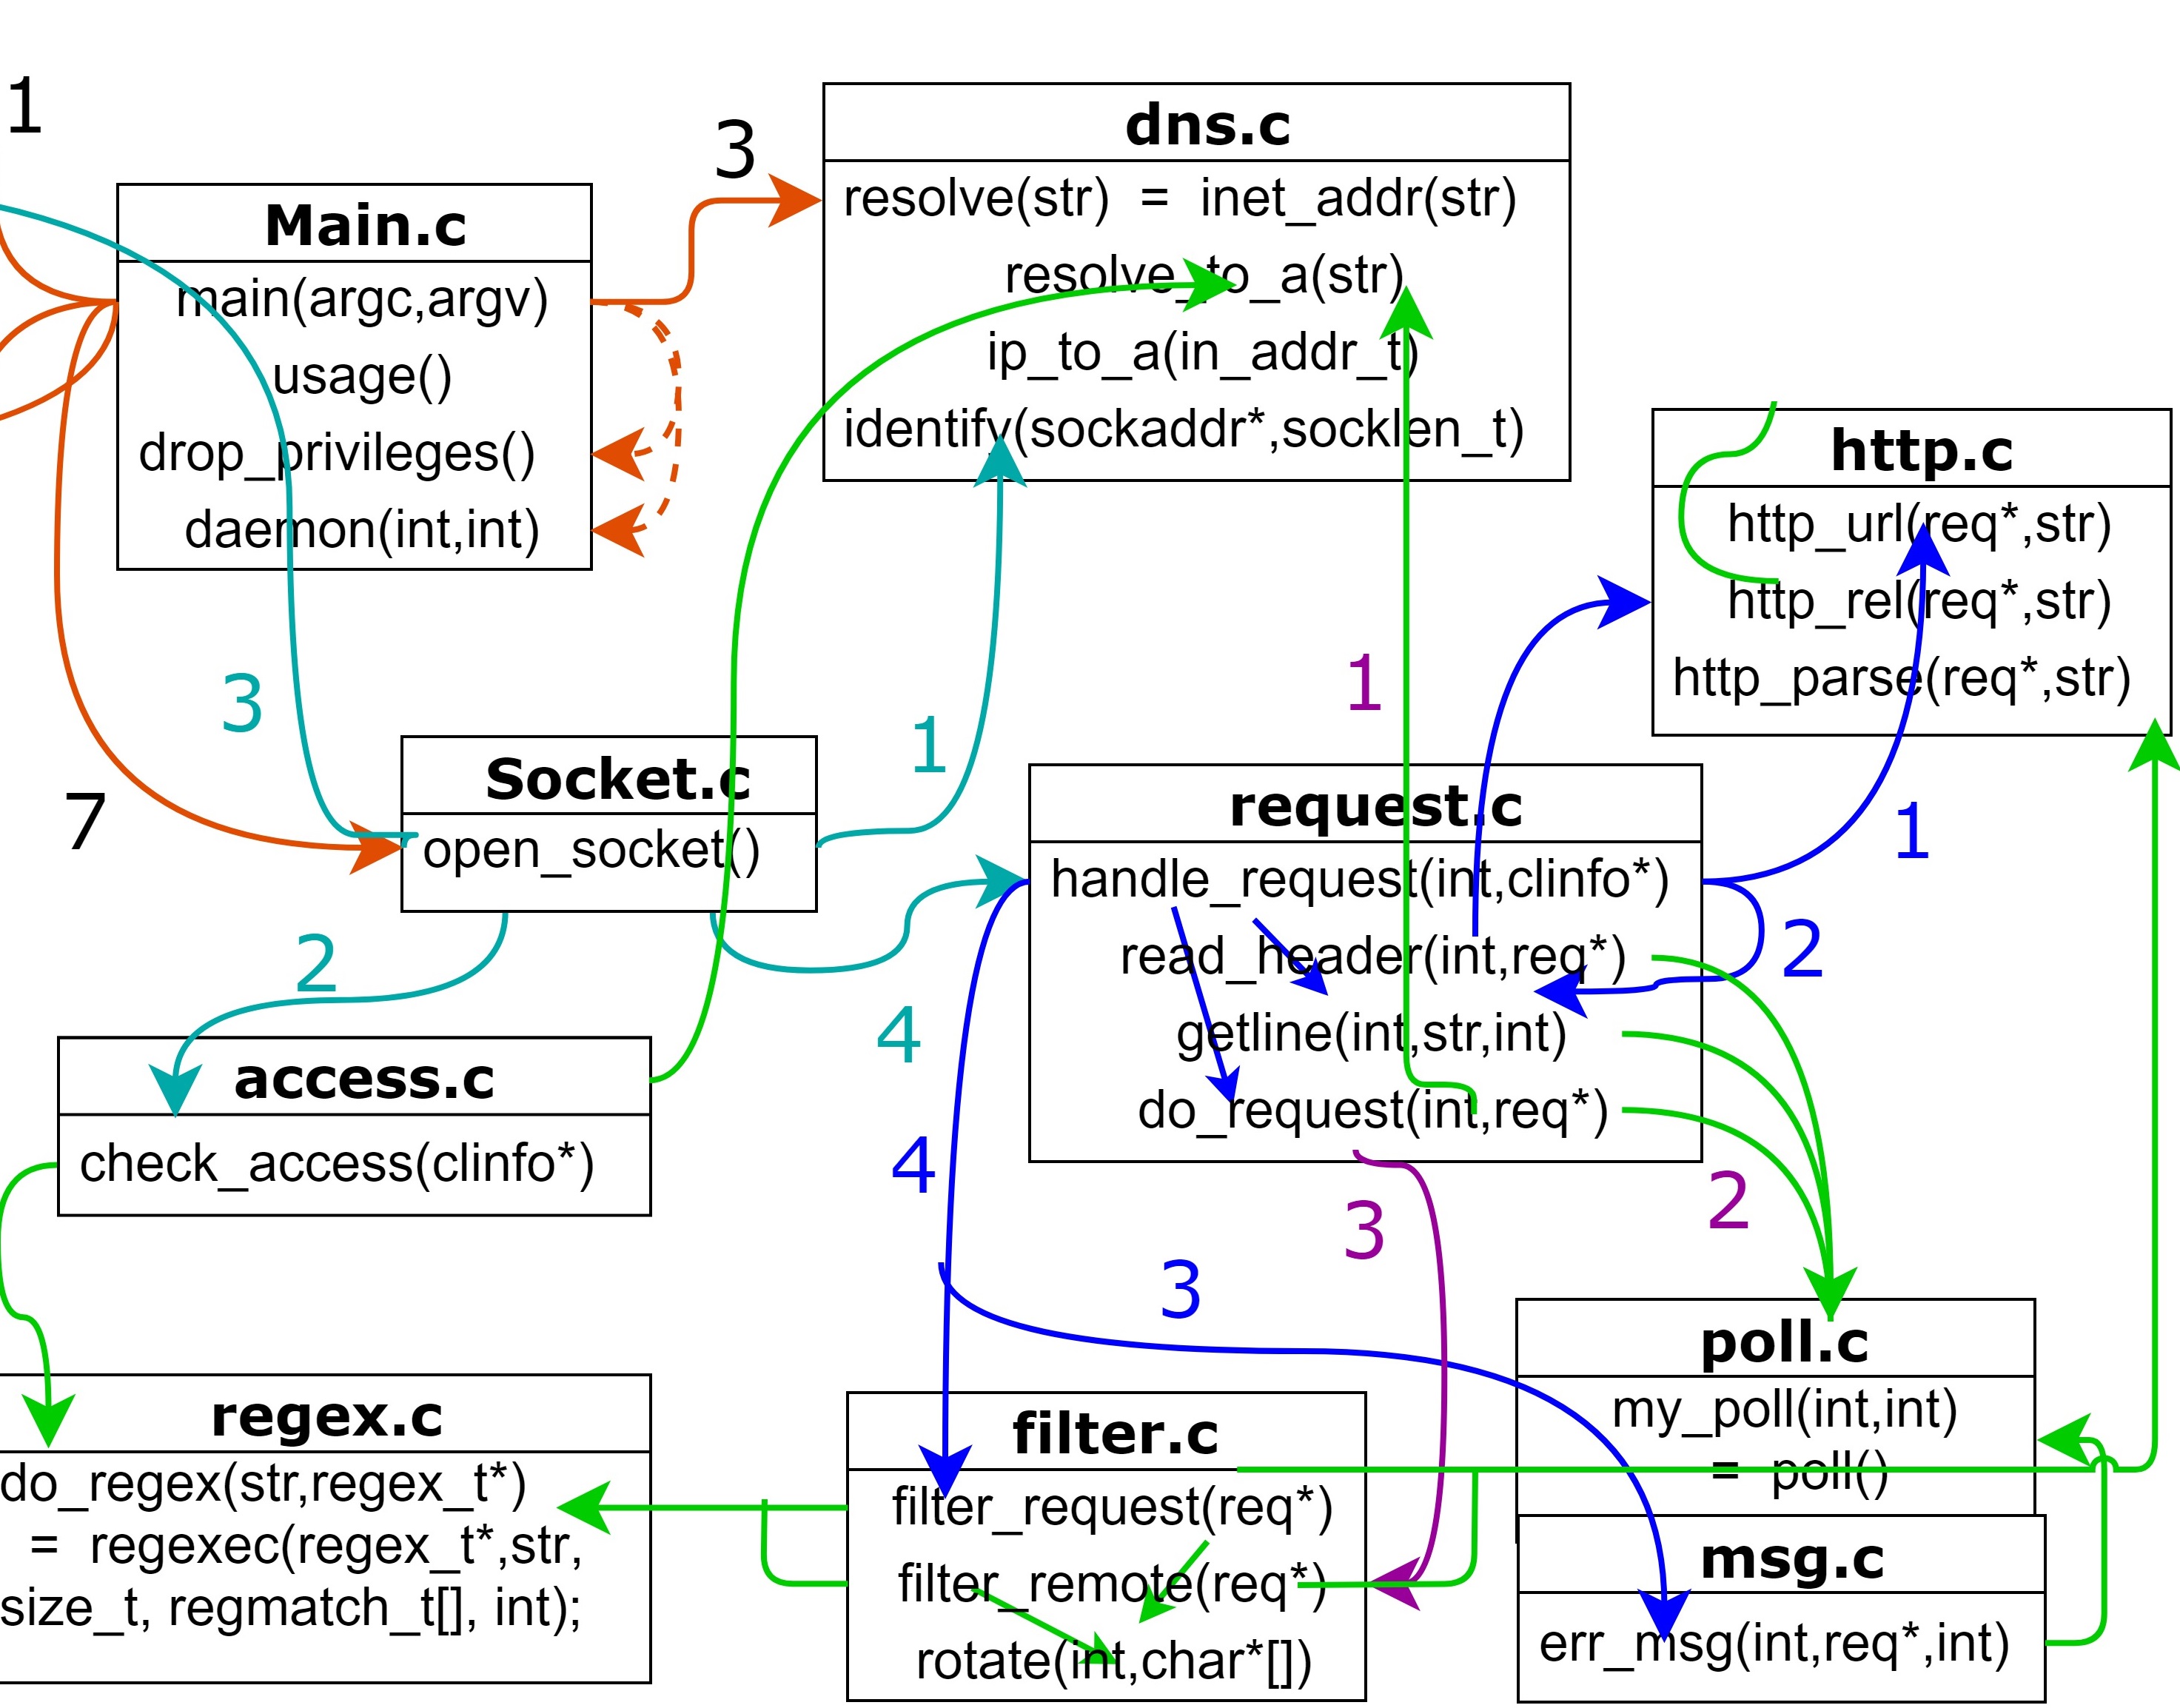 1
3
dns.c
resolve(str) = inet_addr(str)
resolve_to_a(str)
ip_to_a(in_addr_t)
identify(sockaddr*,socklen_t)
Main.c
main(argc,argv)
usage()
drop_privileges()
daemon(int,int)
http.c
http_url(req*,str)
http_rel(req*,str)
http_parse(req*,str)
3
1
1
7
Socket.c
open_socket()
request.c
handle_request(int,clinfo*)
read_header(int,req*)
getline(int,str,int)
do_request(int,req*)
1
2
2
4
access.c
check_access(clinfo*)
4
3
2
3
poll.c
my_poll(int,int)
= poll()
regex.c
do_regex(str,regex_t*)
= regexec(regex_t*,str,
size_t, regmatch_t[], int);
filter.c
filter_request(req*)
filter_remote(req*)
rotate(int,char*[])
msg.c
err_msg(int,req*,int)